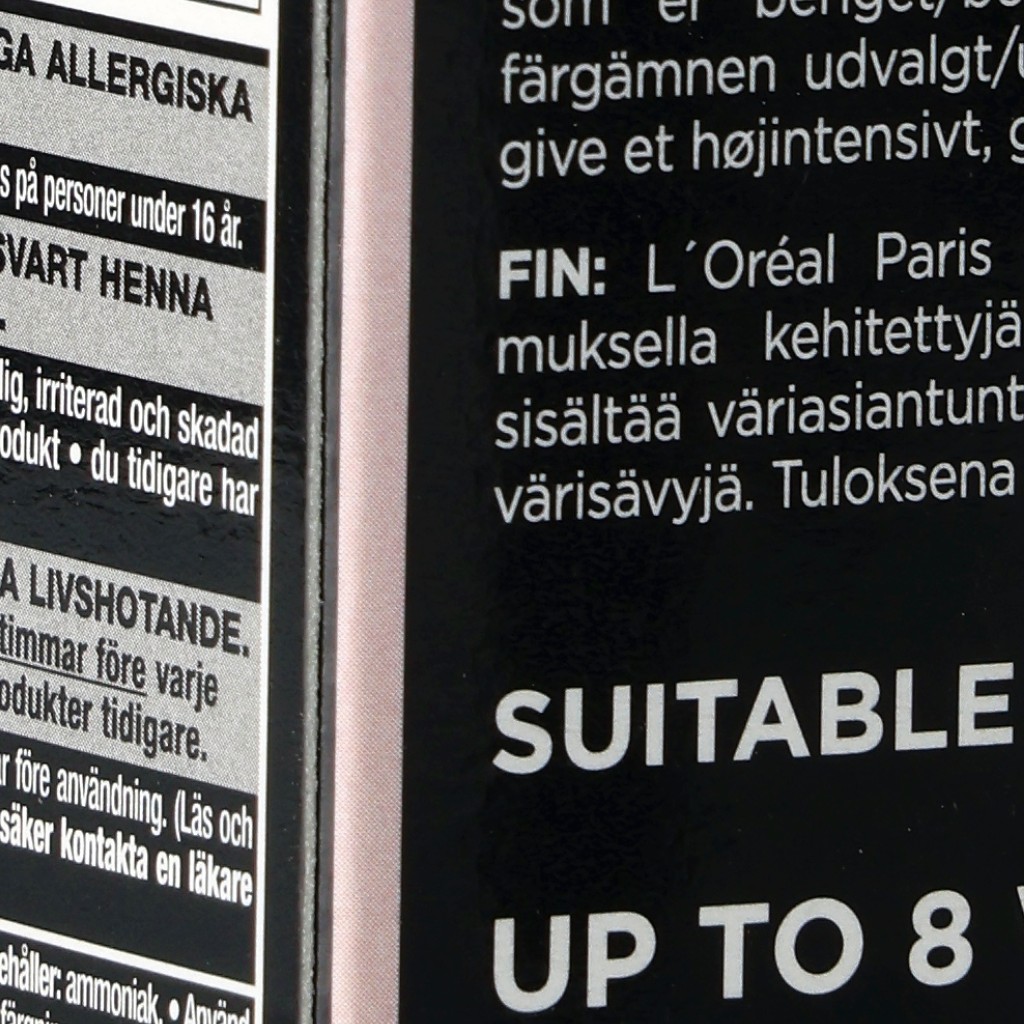 GA ALLERGISKA
s på personer under 16 år.
SVART HENNA
lig, irriterad och skadad
odukt • du tidigare har
A LIVSHOTANDE.
timmar före varje
odukter tidigare.
r före användning. (Läs och
säker kontakta en läkare
ehåller: ammoniak. • Använd
som er
färgämnen udvalgt/
give et højintensivt, g
FIN: L´Oréal Paris
muksella kehitettyjä
sisältää väriasiantunt
värisävyjä. Tuloksena
SUITABLE
UP TO 8